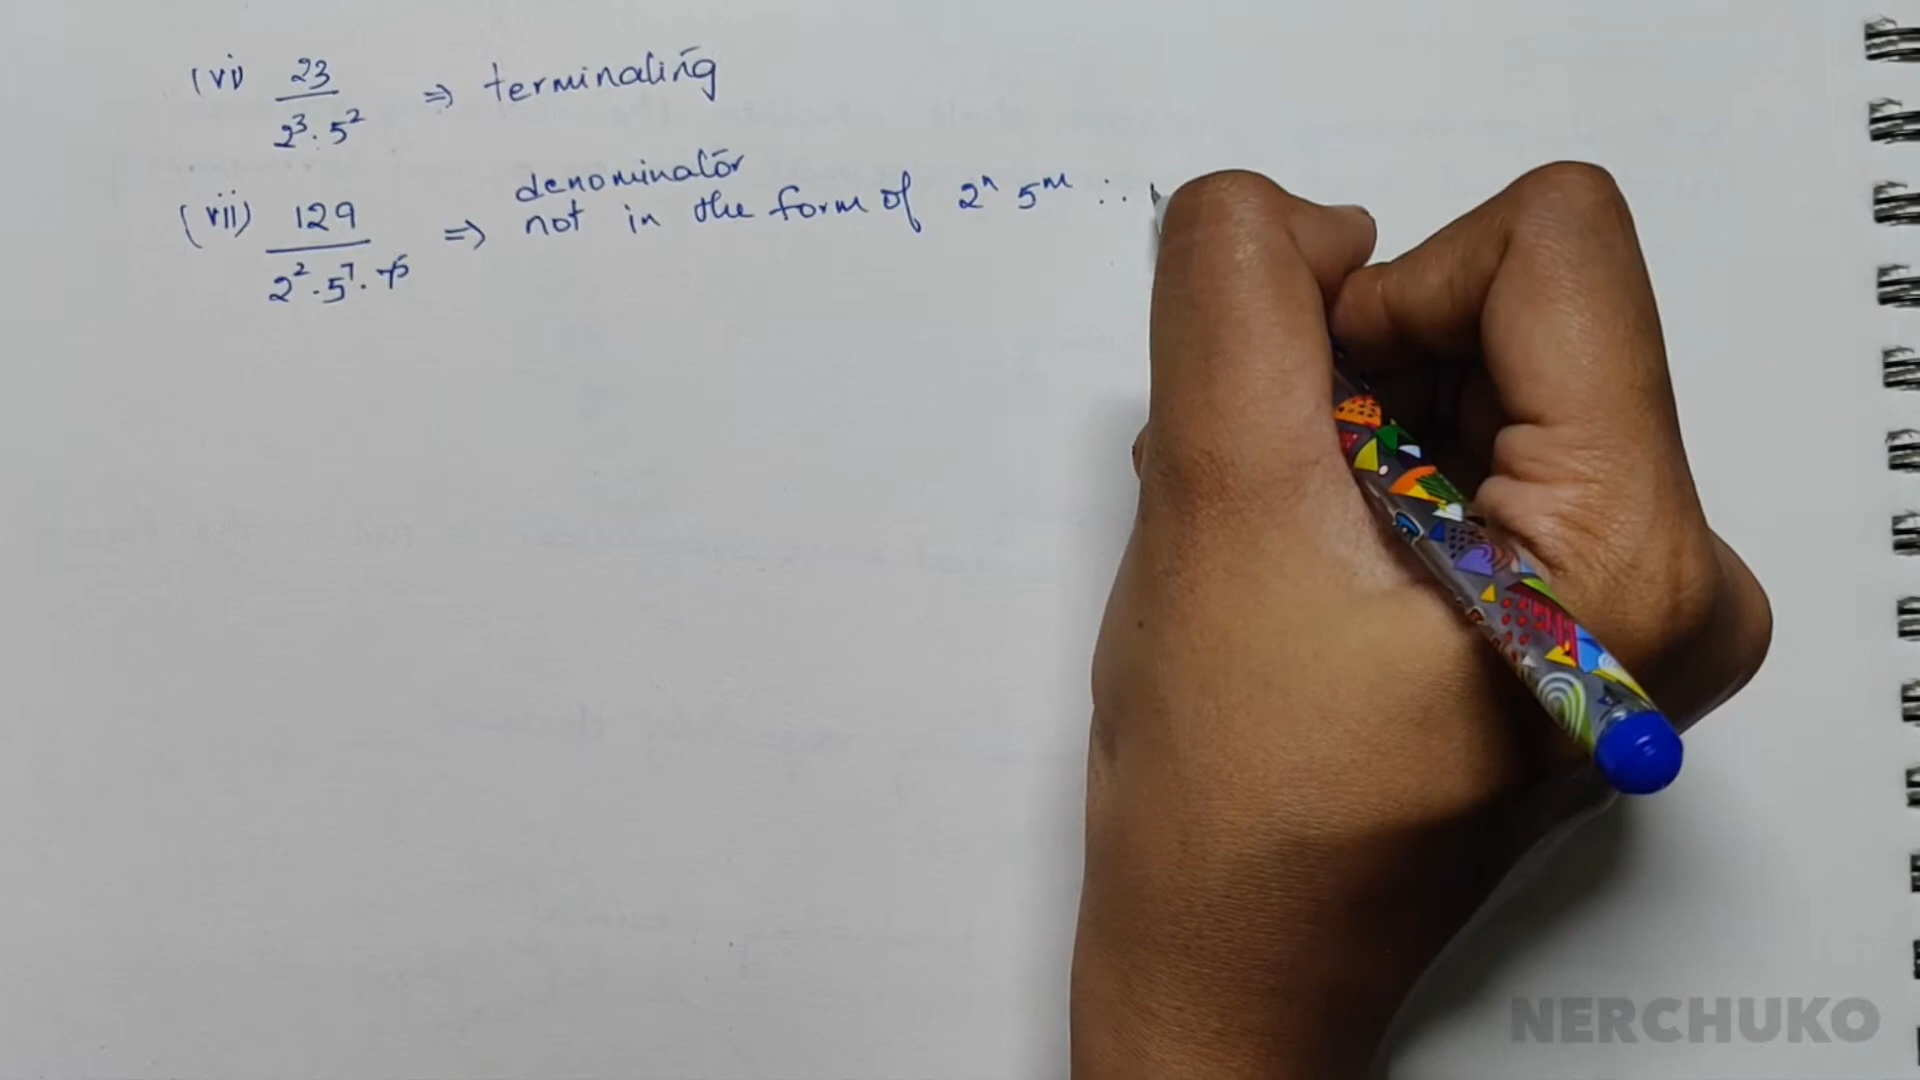 (vi) 23 / 2³·5² ⇒ terminating
(vii) 129 / 2²·5⁷·7⁵ ⇒ denominator
not in the form of 2ⁿ 5ᵐ ∴
NERCHUKO